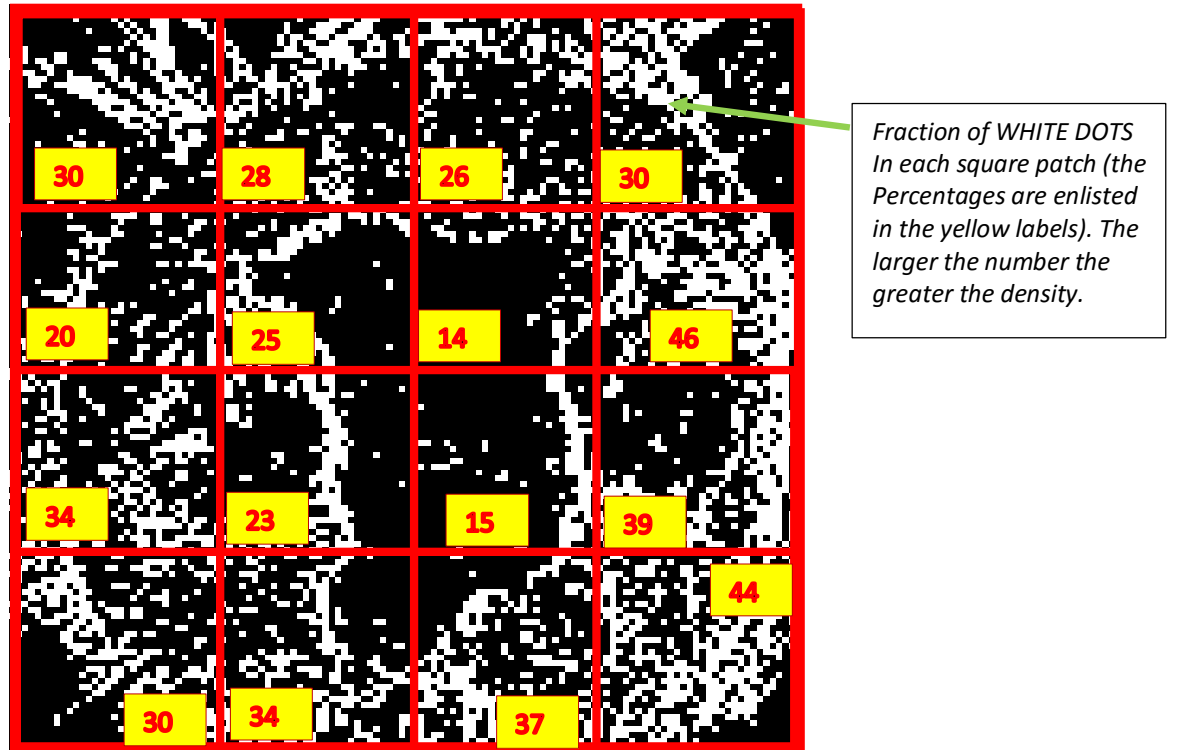 30
28
26
30
Fraction of WHITE DOTS
In each square patch (the
Percentages are enlisted
in the yellow labels). The
larger the number the
greater the density.
20
25
14
46
34
23
15
39
44
30
34
37